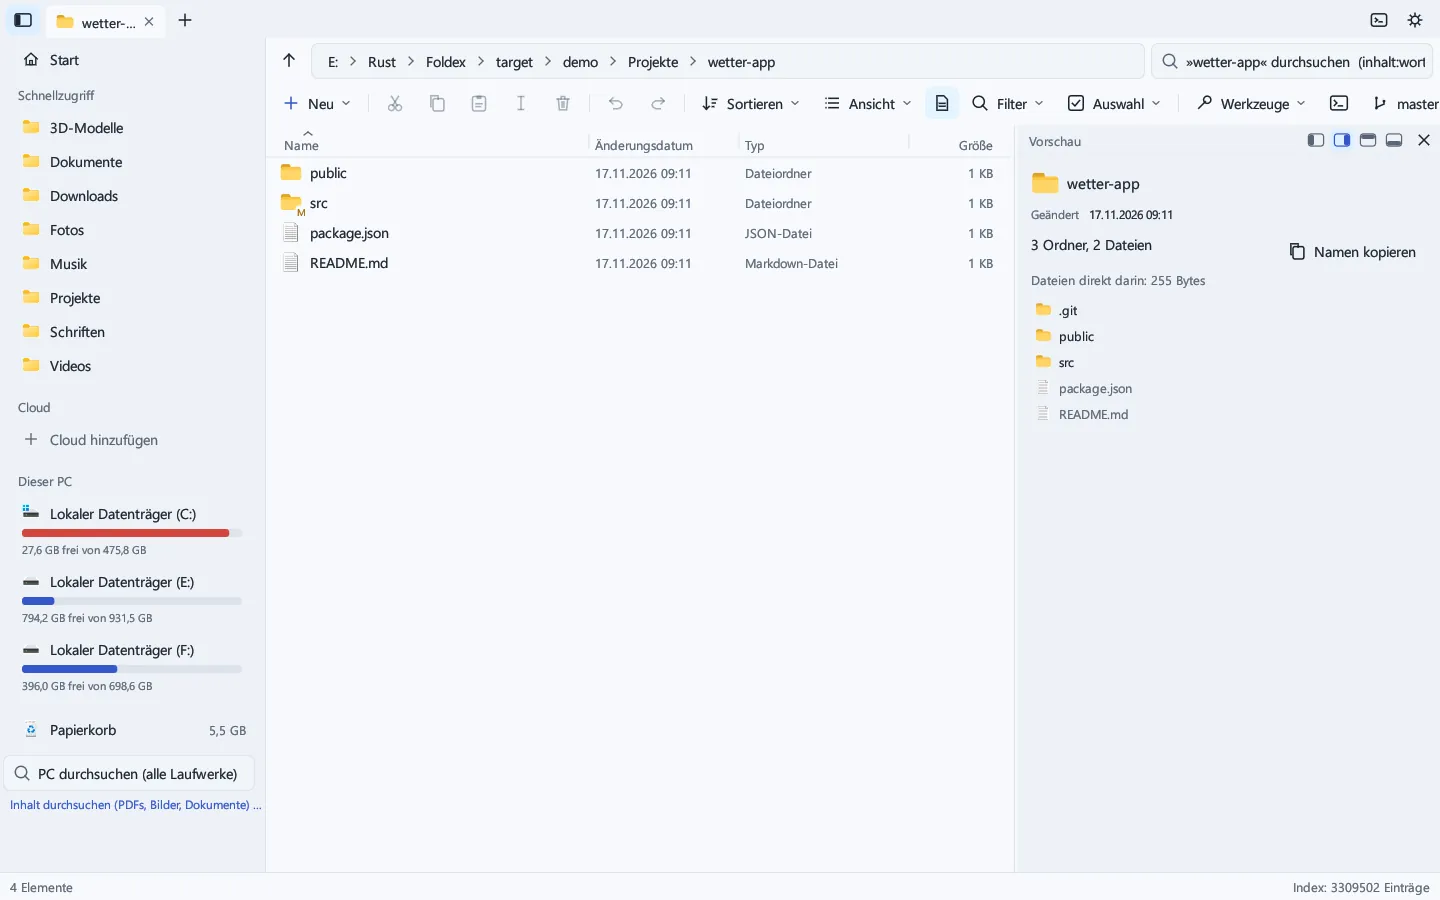 wetter-...
Start
Schnellzugriff
3D-Modelle
Dokumente
Downloads
Fotos
Musik
Projekte
Schriften
Videos
Cloud
Cloud hinzufügen
Dieser PC
Lokaler Datenträger (C:)
27,6 GB frei von 475,8 GB
Lokaler Datenträger (E:)
794,2 GB frei von 931,5 GB
Lokaler Datenträger (F:)
396,0 GB frei von 698,6 GB
Papierkorb 5,5 GB
PC durchsuchen (alle Laufwerke)
Inhalt durchsuchen (PDFs, Bilder, Dokumente) ...
E: Rust Foldex target demo Projekte wetter-app
»wetter-app« durchsuchen (inhalt:wort
Neu Sortieren Ansicht Filter Auswahl Werkzeuge master
Name Änderungsdatum Typ Größe
public 17.11.2026 09:11 Dateiordner 1 KB
src 17.11.2026 09:11 Dateiordner 1 KB
M
package.json 17.11.2026 09:11 JSON-Datei 1 KB
README.md 17.11.2026 09:11 Markdown-Datei 1 KB
Vorschau
wetter-app
Geändert 17.11.2026 09:11
3 Ordner, 2 Dateien
Namen kopieren
Dateien direkt darin: 255 Bytes
.git
public
src
package.json
README.md
4 Elemente
Index: 3309502 Einträge